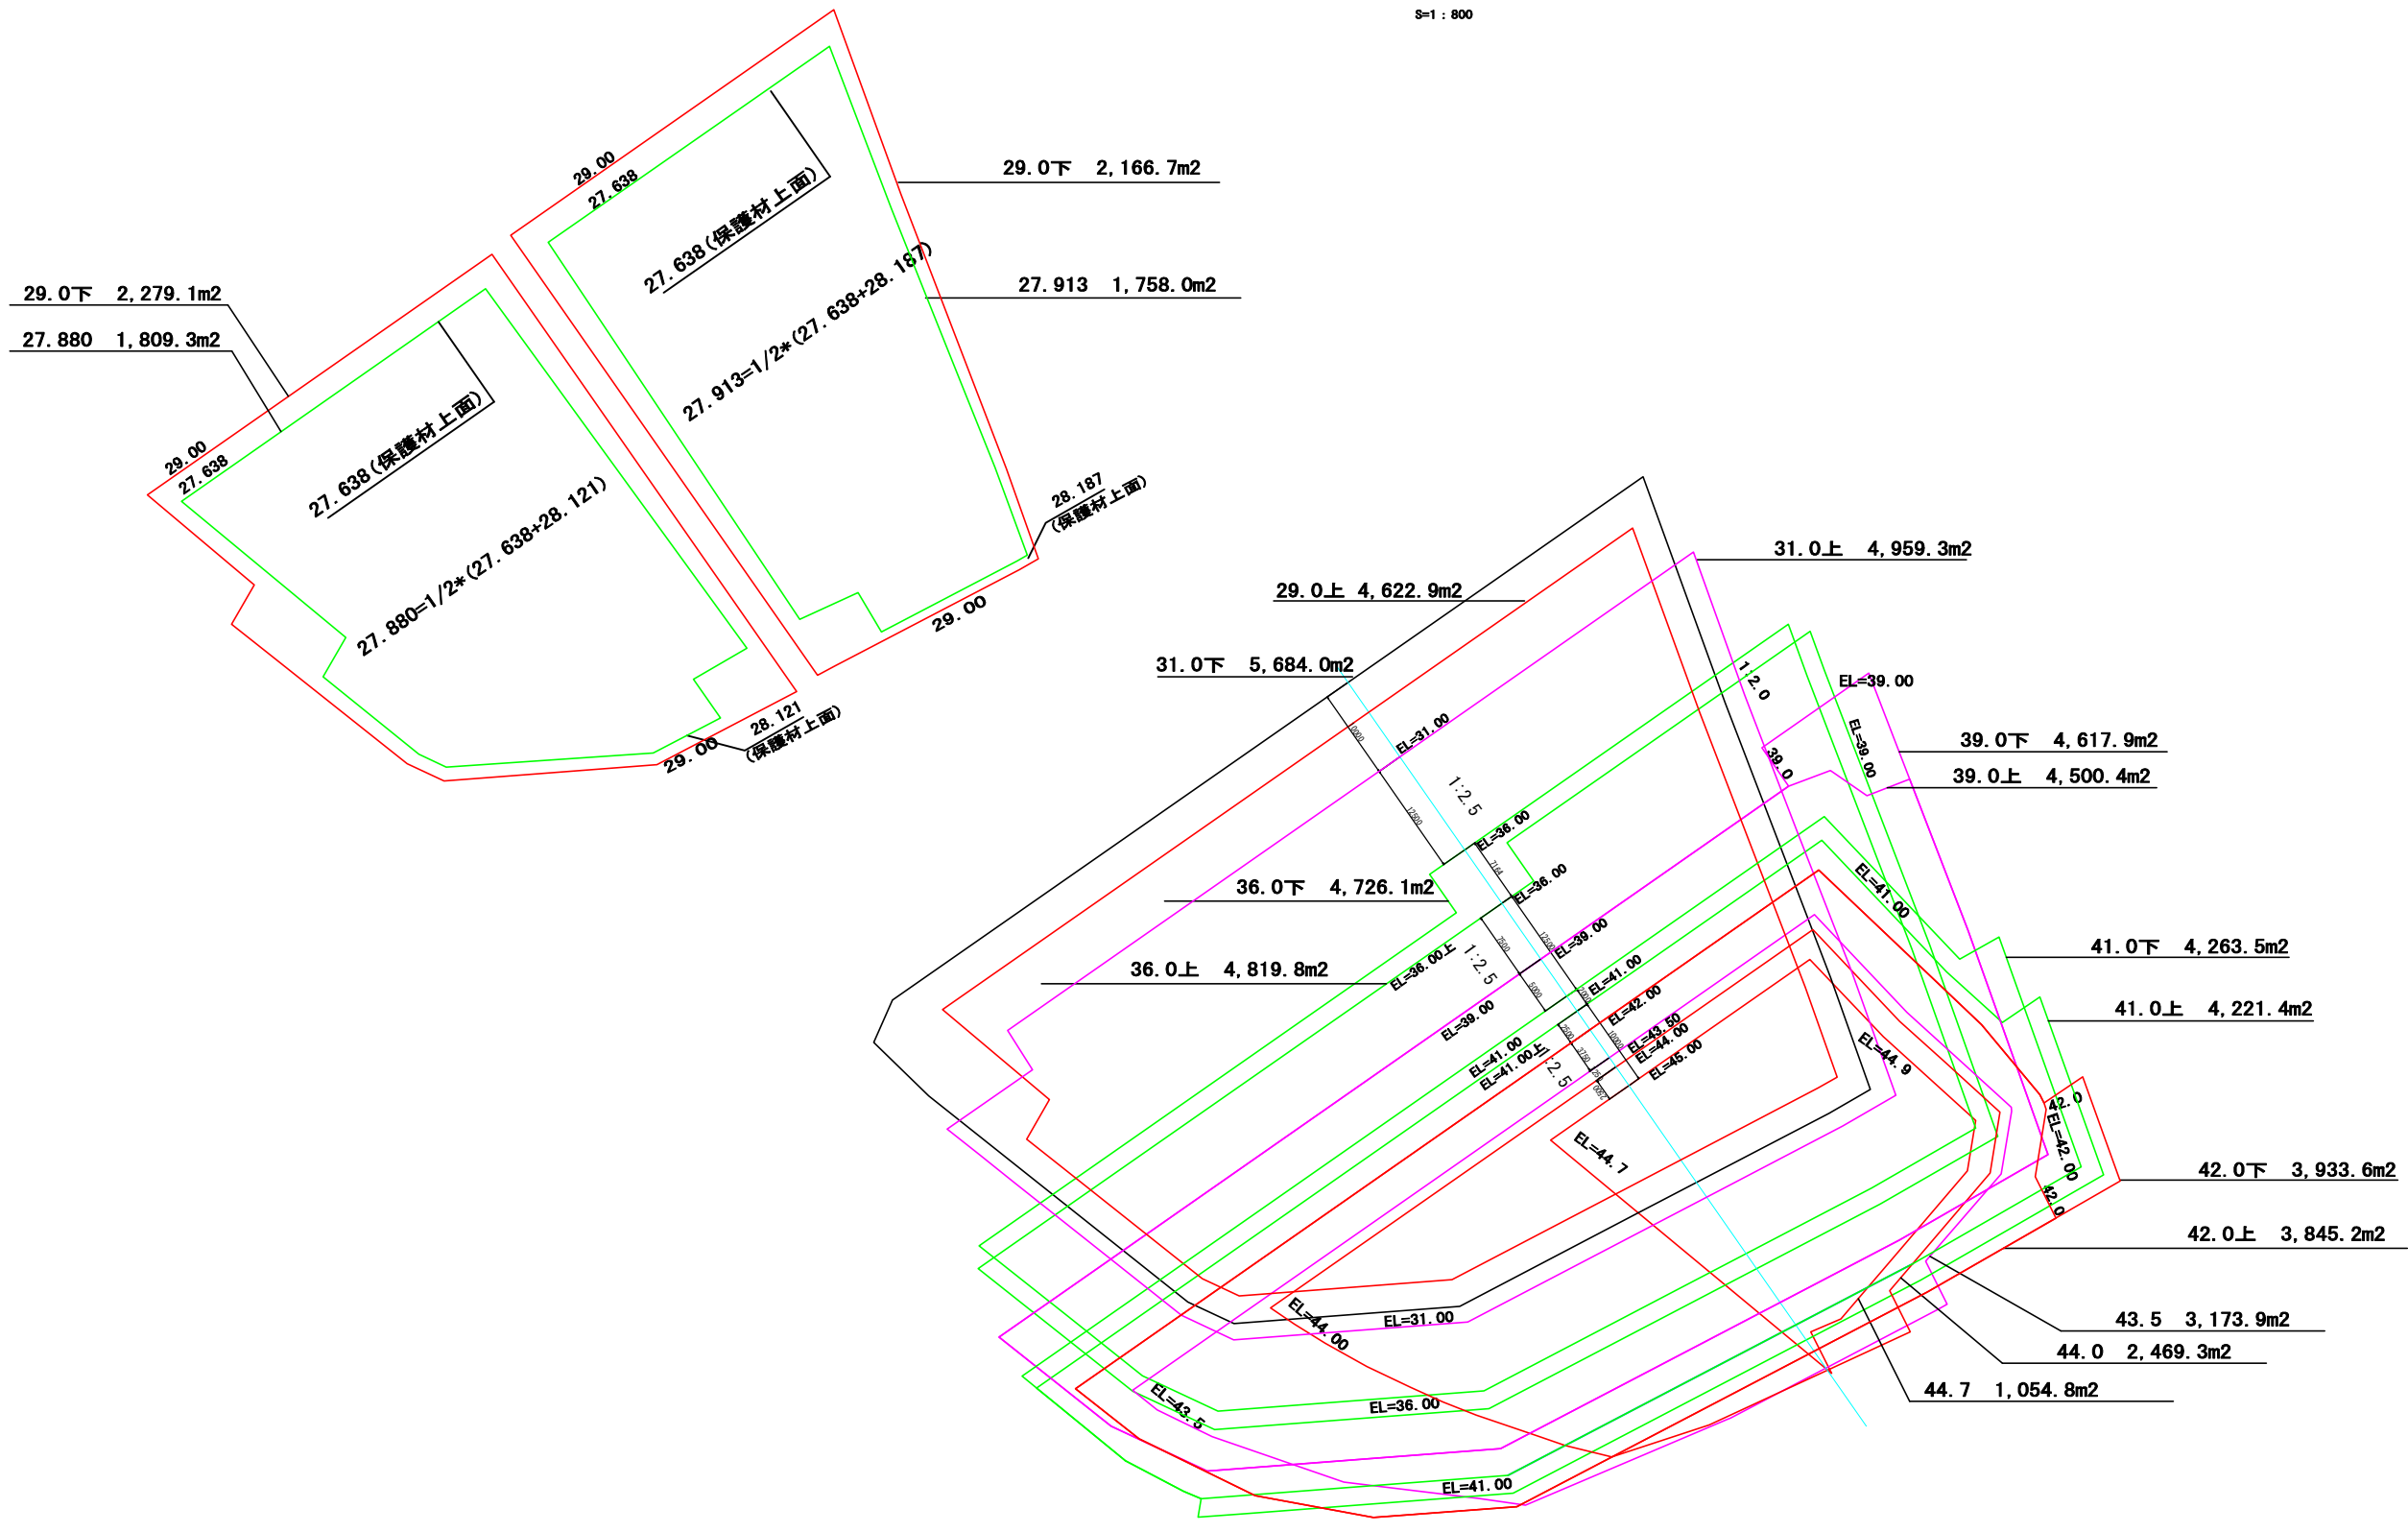 S=1 : 800
29.00
27.638
27.638(保護材上面)
27.913=1/2*(27.638+28.187)
29.0下 2,166.7m2
27.913 1,758.0m2
29.0下 2,279.1m2
27.880 1,809.3m2
29.00
27.638
27.638(保護材上面)
27.880=1/2*(27.638+28.121)
28.187
(保護材上面)
29.00
28.121
(保護材上面)
29.00
31.0上 4,959.3m2
29.0上 4,622.9m2
31.0下 5,684.0m2
1:2.0
EL=39.00
EL=39.00
39.0
39.0下 4,617.9m2
39.0上 4,500.4m2
EL=31.00
1:2.5
12500
EL=36.00
7164
EL=36.00
36.0下 4,726.1m2
36.0上 4,819.8m2
EL=36.00上
7500
1:2.5
12500
EL=39.00
EL=39.00
5000
EL=41.00
EL=41.00
41.0下 4,263.5m2
41.0上 4,221.4m2
EL=42.00
EL=41.00
EL=41.00上
2500
3750
10000
EL=43.50
EL=44.00
EL=45.00
2500
EL=44.9
42.0
EL=42.00
42.0
EL=44.7
42.0下 3,933.6m2
42.0上 3,845.2m2
43.5 3,173.9m2
44.0 2,469.3m2
44.7 1,054.8m2
EL=44.00
EL=31.00
EL=43.5
EL=36.00
EL=41.00